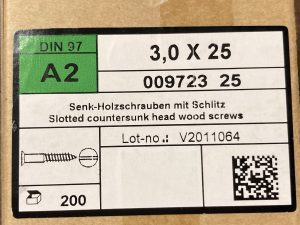 DIN 97
A2
3,0 X 25
009723 25
Senk-Holzschrauben mit Schlitz
Slotted countersunk head wood screws
Lot-no.: V2011064
200